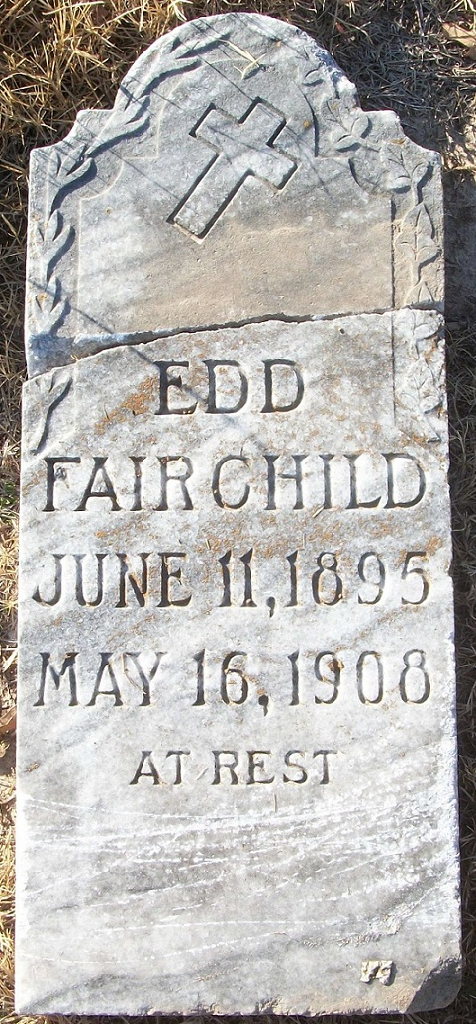 EDD
FAIRCHILD
JUNE 11, 1895
MAY 16, 1908
AT REST